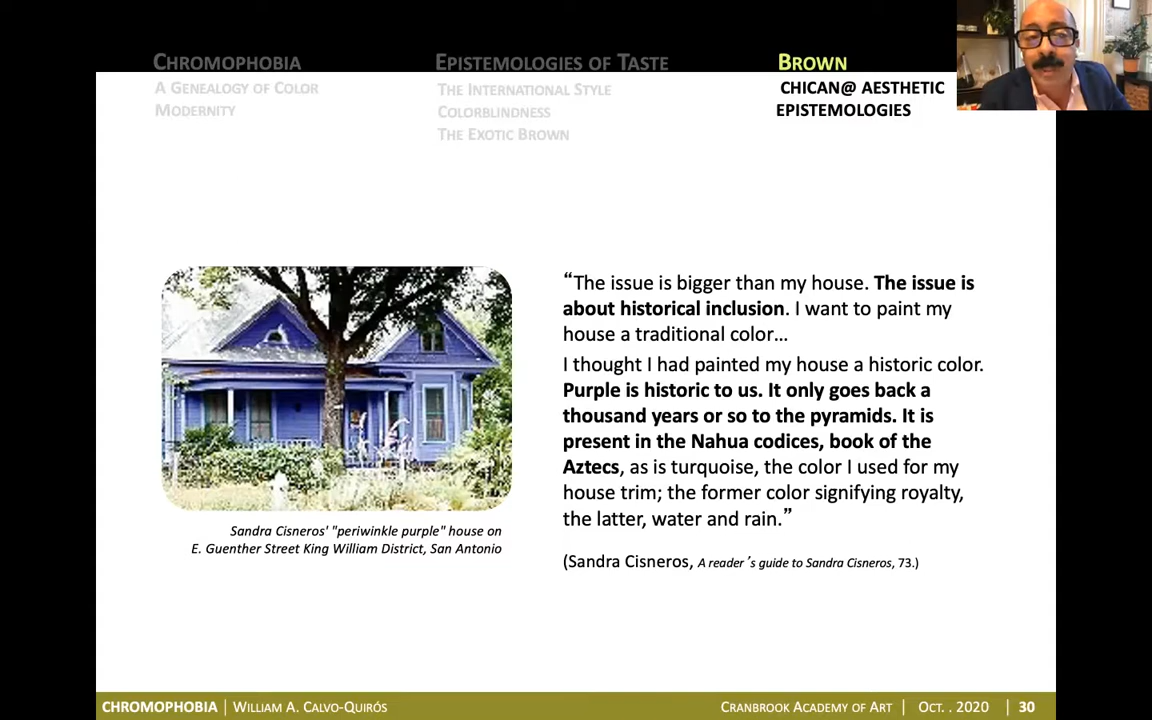 CHROMOPHOBIA
A GENEALOGY OF COLOR
MODERNITY
EPISTEMOLOGIES OF TASTE
THE INTERNATIONAL STYLE
COLORBLINDNESS
THE EXOTIC BROWN
BROWN
CHICAN@ AESTHETIC
EPISTEMOLOGIES
“The issue is bigger than my house. The issue is
about historical inclusion. I want to paint my
house a traditional color…
I thought I had painted my house a historic color.
Purple is historic to us. It only goes back a
thousand years or so to the pyramids. It is
present in the Nahua codices, book of the
Aztecs, as is turquoise, the color I used for my
house trim; the former color signifying royalty,
the latter, water and rain.”
(Sandra Cisneros, A reader’s guide to Sandra Cisneros, 73.)
Sandra Cisneros' "periwinkle purple" house on
E. Guenther Street King William District, San Antonio
CHROMOPHOBIA | WILLIAM A. CALVO-QUIRÓS
CRANBROOK ACADEMY OF ART | OCT. . 2020 | 30